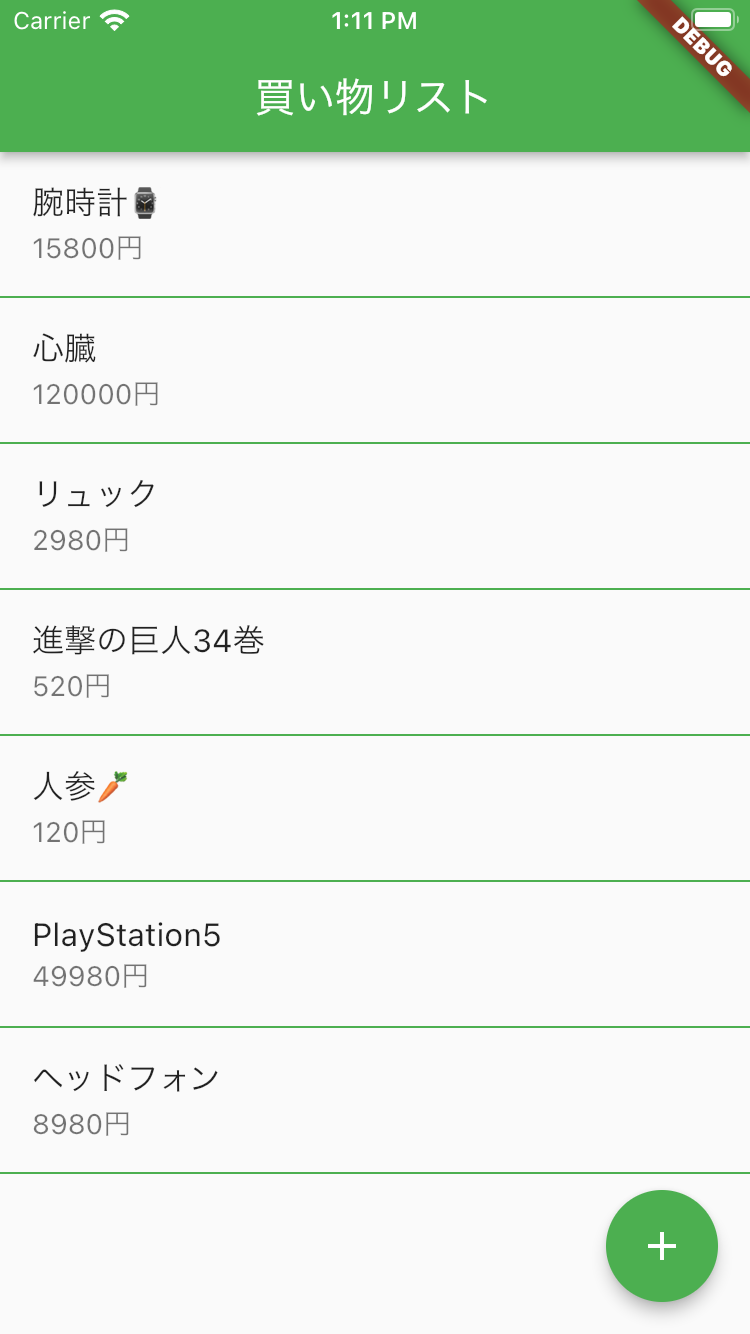 Carrier 1:11 PM
DEBUG
買い物リスト
腕時計⌚
15800円
心臓
120000円
リュック
2980円
進撃の巨人34巻
520円
人参🥕
120円
PlayStation5
49980円
ヘッドフォン
8980円
+